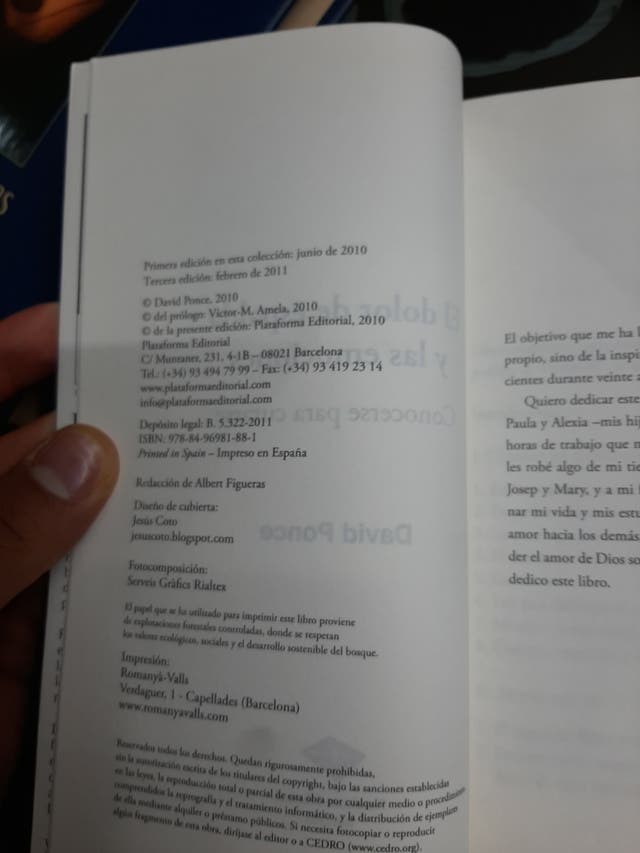 Primera edición en esta colección: junio de 2010
Tercera edición: febrero de 2011
© David Ponce, 2010
© del prólogo: Víctor-M. Amela, 2010
© de la presente edición: Plataforma Editorial, 2010
Plataforma Editorial
C/ Muntaner, 231, 4-1B – 08021 Barcelona
Tel.: (+34) 93 494 79 99 – Fax: (+34) 93 419 23 14
www.plataformaeditorial.com
info@plataformaeditorial.com
Depósito legal: B. 5.322-2011
ISBN: 978-84-96981-88-1
Printed in Spain – Impreso en España
Redacción de Albert Figueras
Diseño de cubierta:
Jesús Coto
jesuscoto.blogspot.com
Fotocomposición:
Serveis Gràfics Rialtex
El papel que se ha utilizado para imprimir este libro proviene
de explotaciones forestales controladas, donde se respetan
los valores ecológicos, sociales y el desarrollo sostenible del bosque.
Impresión:
Romanyà-Valls
Verdaguer, 1 - Capellades (Barcelona)
www.romanyavalls.com
Reservados todos los derechos. Quedan rigurosamente prohibidas,
sin la autorización escrita de los titulares del copyright, bajo las sanciones establecidas
en las leyes, la reproducción total o parcial de esta obra por cualquier medio o procedimiento
comprendidos la reprografía y el tratamiento informático, y la distribución de ejemplares
de ella mediante alquiler o préstamo públicos. Si necesita fotocopiar o reproducir
algún fragmento de esta obra, diríjase al editor o a CEDRO (www.cedro.org).
El objetivo que me ha
propio, sino de la inspi
cientes durante veinte a
Quiero dedicar este
Paula y Alexia –mis hij
horas de trabajo que
les robé algo de mi tie
Josep y Mary, y a mi
nar mi vida y mis estu
amor hacia los demás
der el amor de Dios so
dedico este libro.